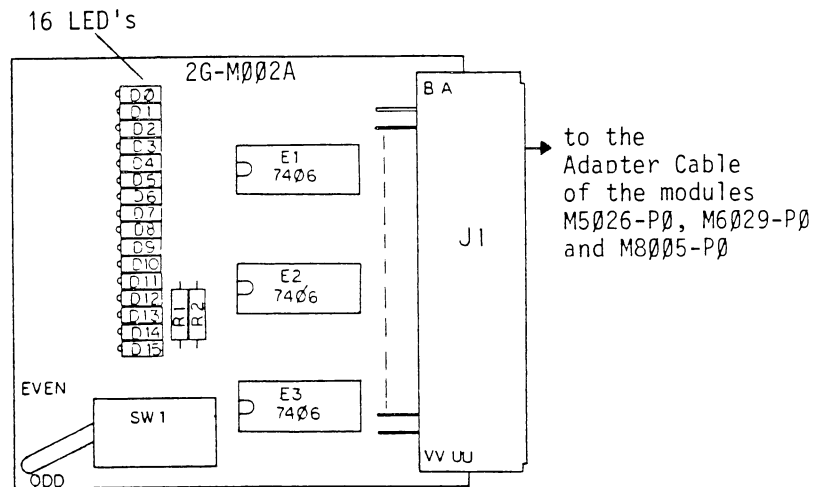 16 LED's
2G-MØØ2A
B A
DØ
D1
D2
D3
D4
D5
D6
D7
D8
D9
D1O
D11
D12
D13
D14
D15
R1
R2
E1
74Ø6
E2
74Ø6
E3
74Ø6
J1
to the
Adapter Cable
of the modules
M5Ø26-PØ, M6Ø29-PØ
and M8ØØ5-PØ
EVEN
SW1
ODD
VV UU